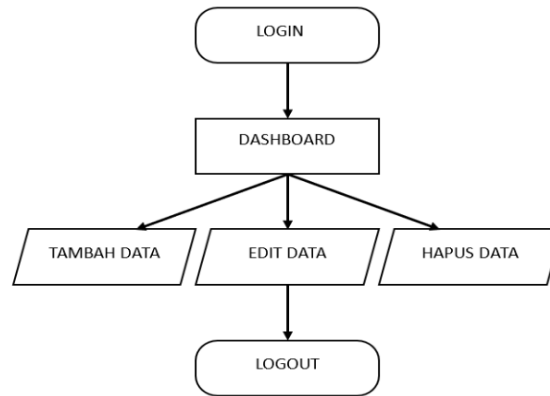 LOGIN
DASHBOARD
TAMBAH DATA
EDIT DATA
HAPUS DATA
LOGOUT